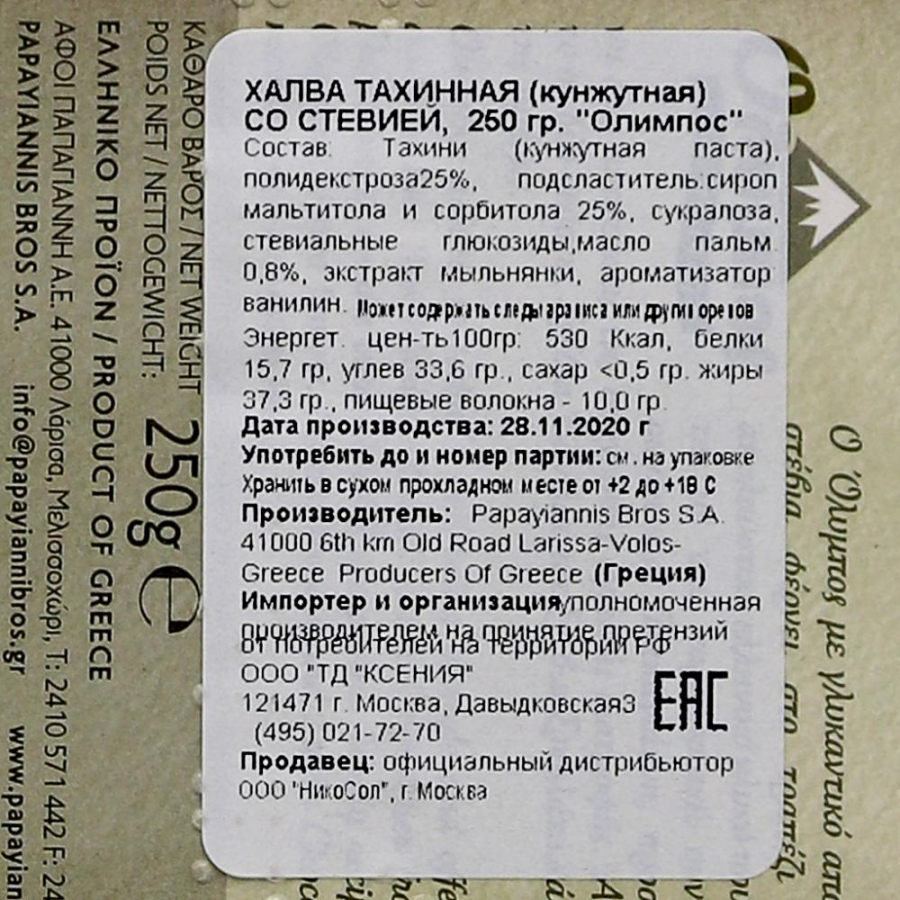 ХАЛВА ТАХИННАЯ (кунжутная)
СО СТЕВИЕЙ, 250 гр. "Олимпос"
Состав: Тахини (кунжутная паста),
полидекстроза25%, подсластитель:сироп
мальтитола и сорбитола 25%, сукралоза,
стевиальные глюкозиды,масло пальм.
0,8%, экстракт мыльнянки, ароматизатор
ванилин. Может содержать следы арахиса или других орехов
Энергет. цен-ть100гр: 530 Ккал, белки
15,7 гр, углев 33,6 гр., сахар <0,5 гр. жиры
37,3 гр., пищевые волокна - 10,0 гр.
Дата производства: 28.11.2020 г
Употребить до и номер партии: см. на упаковке
Хранить в сухом прохладном месте от +2 до +18 С
Производитель: Papayiannis Bros S.A.
41000 6th km Old Road Larissa-Volos-
Greece Producers Of Greece (Греция)
Импортер и организация,уполномоченная
производителем на принятие претензий
от потребителей на территории РФ
ООО "ТД "КСЕНИЯ"
121471 г. Москва, Давыдковская3
(495) 021-72-70
EAC
Продавец: официальный дистрибьютор
ООО "НикоСол", г. Москва
ΚΑΘΑΡΟ ΒΑΡΟΣ / NET WEIGHT
POIDS NET / NETTOGEWICHT:
250g e
ΕΛΛΗΝΙΚΟ ΠΡΟΪΟΝ / PRODUCT OF GREECE
ΑΦΟΙ ΠΑΠΑΓΙΑΝΝΗ Α.Ε. 41000 Λάρισα, Μελισσοχώρι, Τ: 2410 571 442 F: 24
PAPAYIANNIS BROS S.A. info@papayiannibros.gr www.papayian
Ο Όλυμπος με γλυκαντικό από
στέβια φέρνει στο τραπέζι